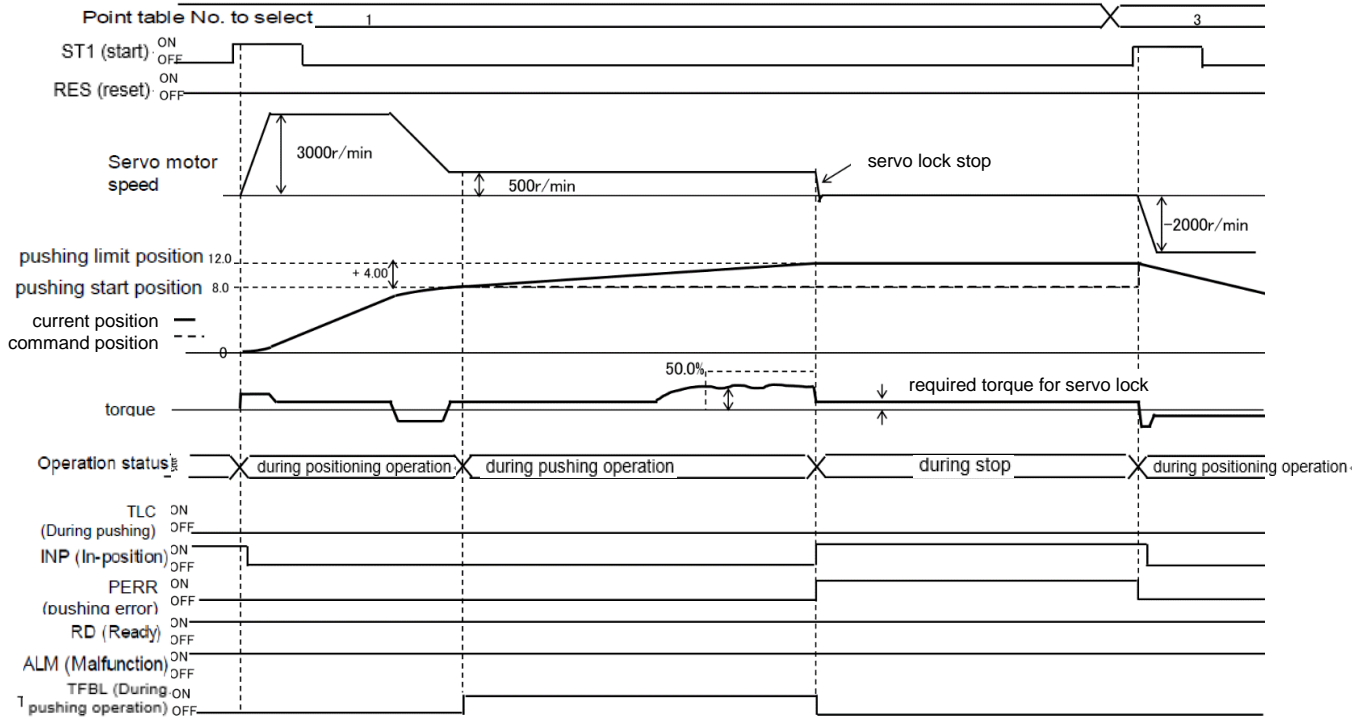 Point table No. to select 1 3
ST1 (start) ON
OFF
RES (reset) ON
OFF
Servo motor
speed
3000r/min
500r/min
servo lock stop
-2000r/min
pushing limit position 12.0
+ 4.00
pushing start position 8.0
current position
command position
0
50.0%
torque
required torque for servo lock
Operation status
during positioning operation
during pushing operation
during stop
during positioning operation
TLC ON
(During pushing) OFF
INP (In-position) ON
OFF
PERR ON
(pushing error) OFF
RD (Ready) ON
OFF
ALM (Malfunction) ON
OFF
TFBL (During ON
pushing operation) OFF